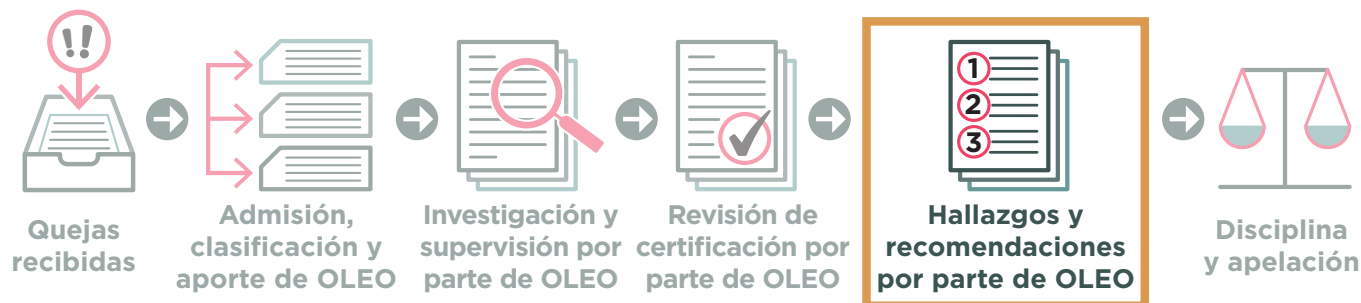 !!
1
2
3
Quejas
recibidas
Admisión,
clasificación y
aporte de OLEO
Investigación y
supervisión por
parte de OLEO
Revisión de
certificación por
parte de OLEO
Hallazgos y
recomendaciones
por parte de OLEO
Disciplina
y apelación